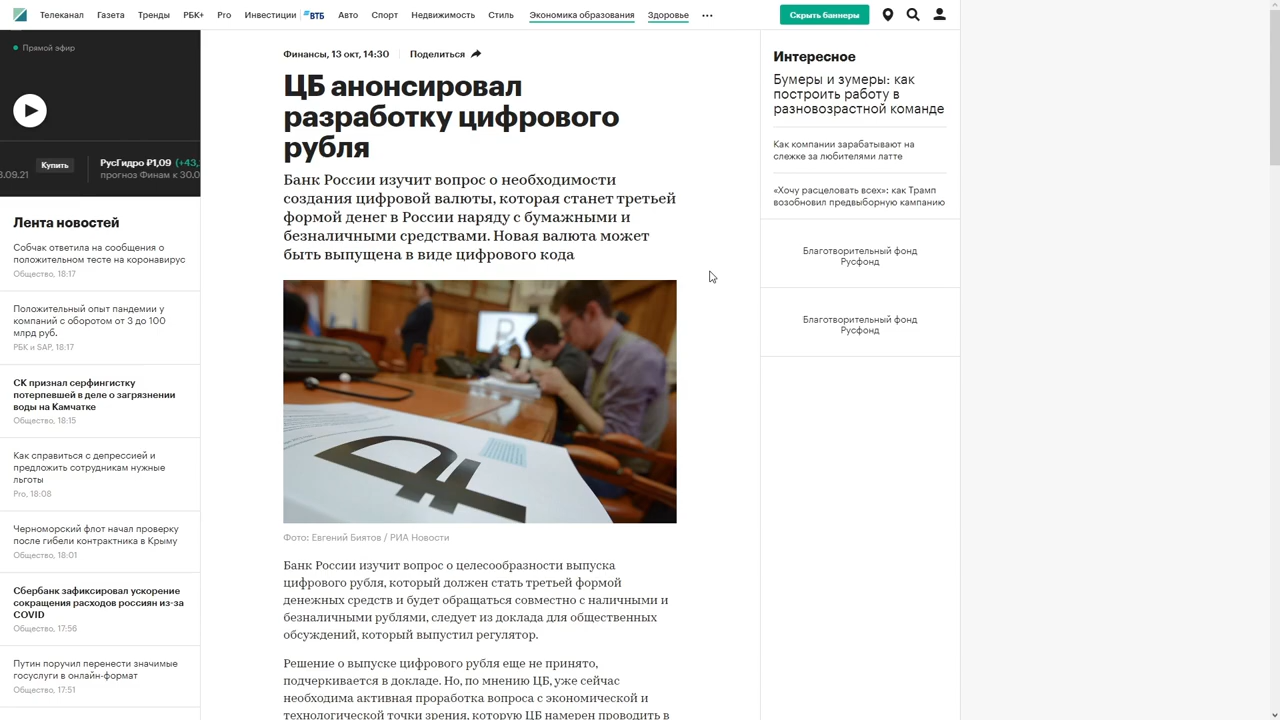 Телеканал Газета Тренды РБК+ Pro Инвестиции ВТБ Авто Спорт Недвижимость Стиль Экономика образования Здоровье ••• Скрыть баннеры
Прямой эфир
3.09.21 Купить РусГидро ₽1,09 (+43,
прогноз Финам к 30.0
Лента новостей
Собчак ответила на сообщения о
положительном тесте на коронавирус
Общество, 18:17
Положительный опыт пандемии у
компаний с оборотом от 3 до 100
млрд руб.
РБК и SAP, 18:17
СК признал серфингистку
потерпевшей в деле о загрязнении
воды на Камчатке
Общество, 18:15
Как справиться с депрессией и
предложить сотрудникам нужные
льготы
Pro, 18:08
Черноморский флот начал проверку
после гибели контрактника в Крыму
Общество, 18:01
Сбербанк зафиксировал ускорение
сокращения расходов россиян из-за
COVID
Общество, 17:56
Путин поручил перенести значимые
госуслуги в онлайн-формат
Общество, 17:51
Финансы, 13 окт, 14:30 Поделиться
ЦБ анонсировал
разработку цифрового
рубля
Банк России изучит вопрос о необходимости
создания цифровой валюты, которая станет третьей
формой денег в России наряду с бумажными и
безналичными средствами. Новая валюта может
быть выпущена в виде цифрового кода
Фото: Евгений Биятов / РИА Новости
Банк России изучит вопрос о целесообразности выпуска
цифрового рубля, который должен стать третьей формой
денежных средств и будет обращаться совместно с наличными и
безналичными рублями, следует из доклада для общественных
обсуждений, который выпустил регулятор.
Решение о выпуске цифрового рубля еще не принято,
подчеркивается в докладе. Но, по мнению ЦБ, уже сейчас
необходима активная проработка вопроса с экономической и
технологической точки зрения, которую ЦБ намерен проводить в
Интересное
Бумеры и зумеры: как
построить работу в
разновозрастной команде
Как компании зарабатывают на
слежке за любителями латте
«Хочу расцеловать всех»: как Трамп
возобновил предвыборную кампанию
Благотворительный фонд
Русфонд
Благотворительный фонд
Русфонд